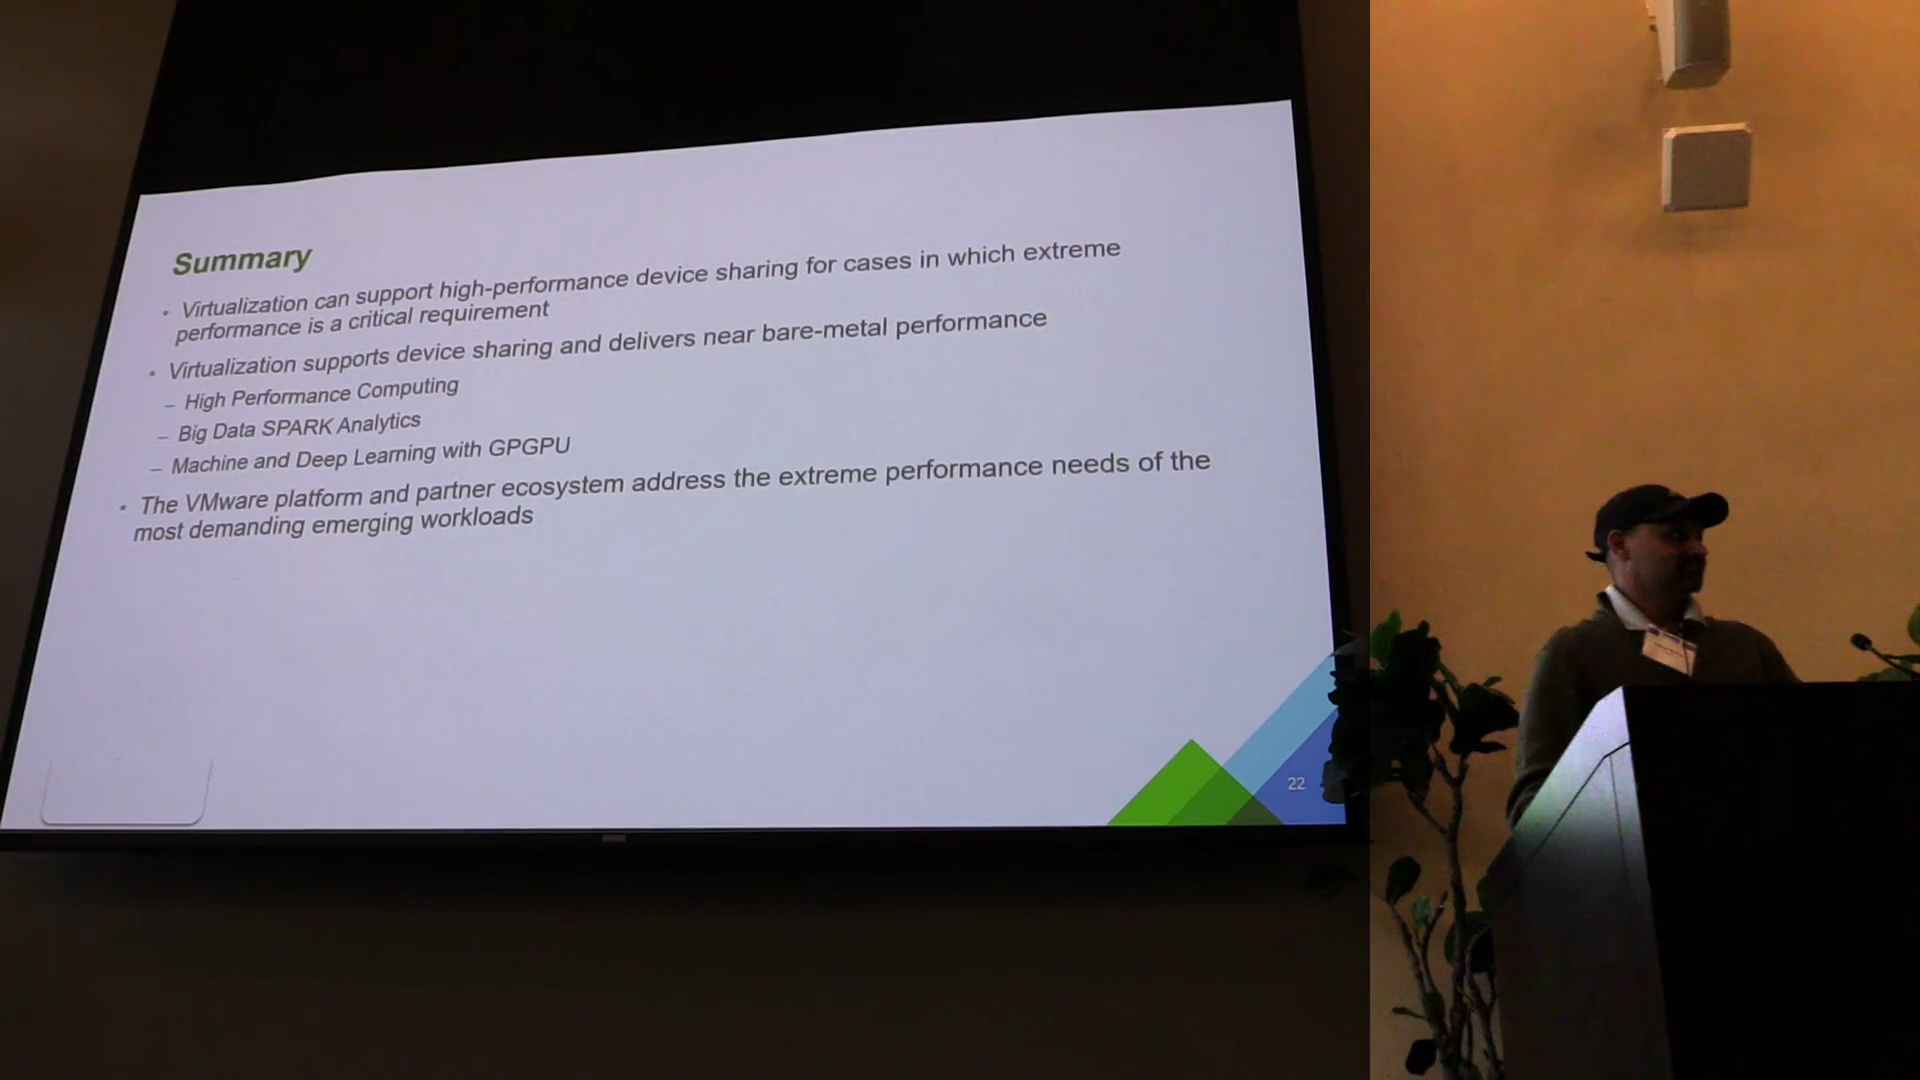 Summary
• Virtualization can support high-performance device sharing for cases in which extreme
performance is a critical requirement
• Virtualization supports device sharing and delivers near bare-metal performance
– High Performance Computing
– Big Data SPARK Analytics
– Machine and Deep Learning with GPGPU
• The VMware platform and partner ecosystem address the extreme performance needs of the
most demanding emerging workloads
22